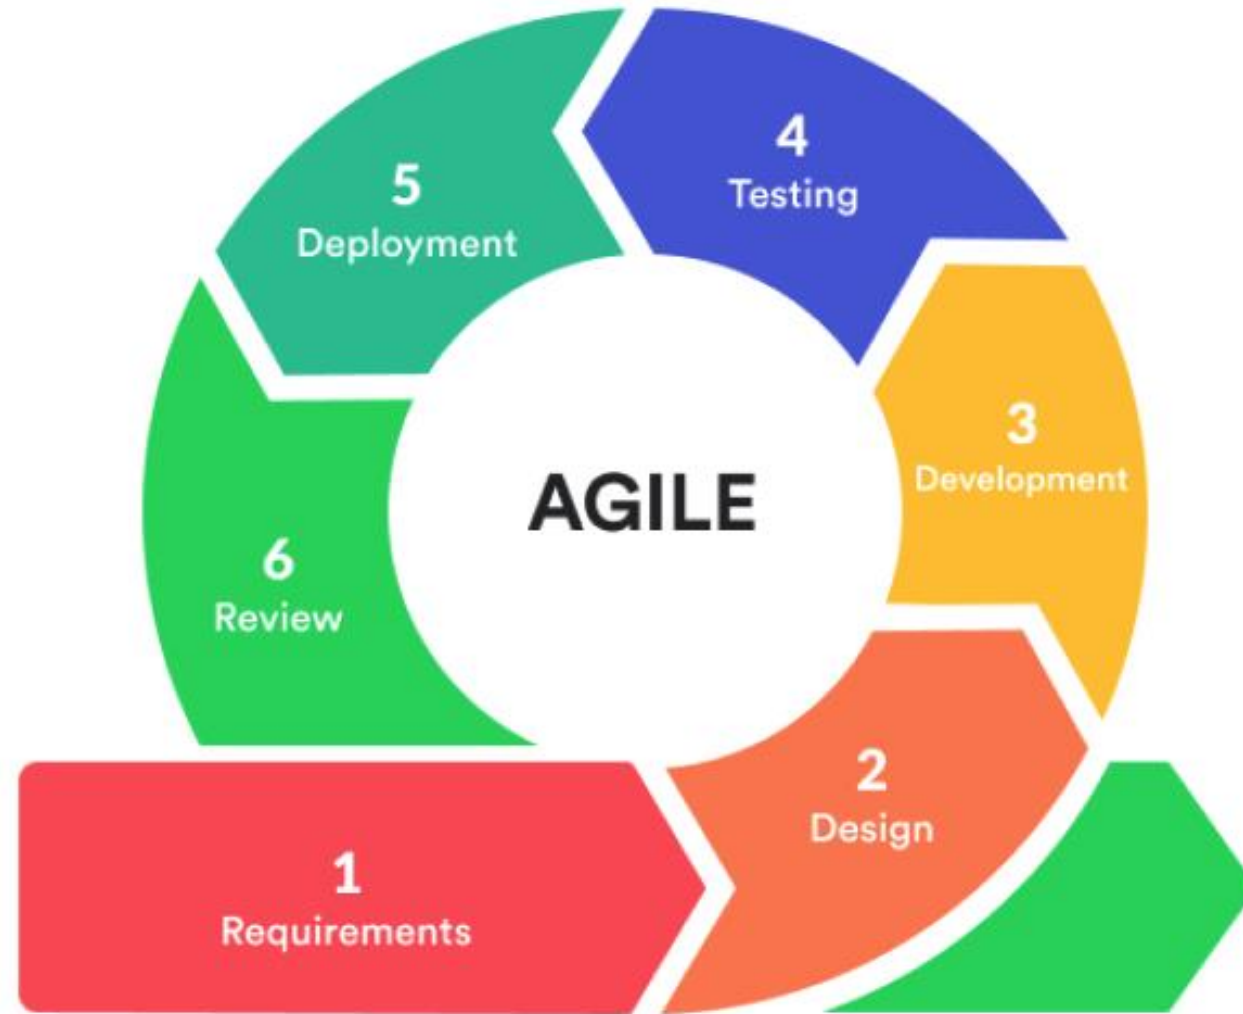 5
Deployment
4
Testing
3
Development
AGILE
6
Review
2
Design
1
Requirements